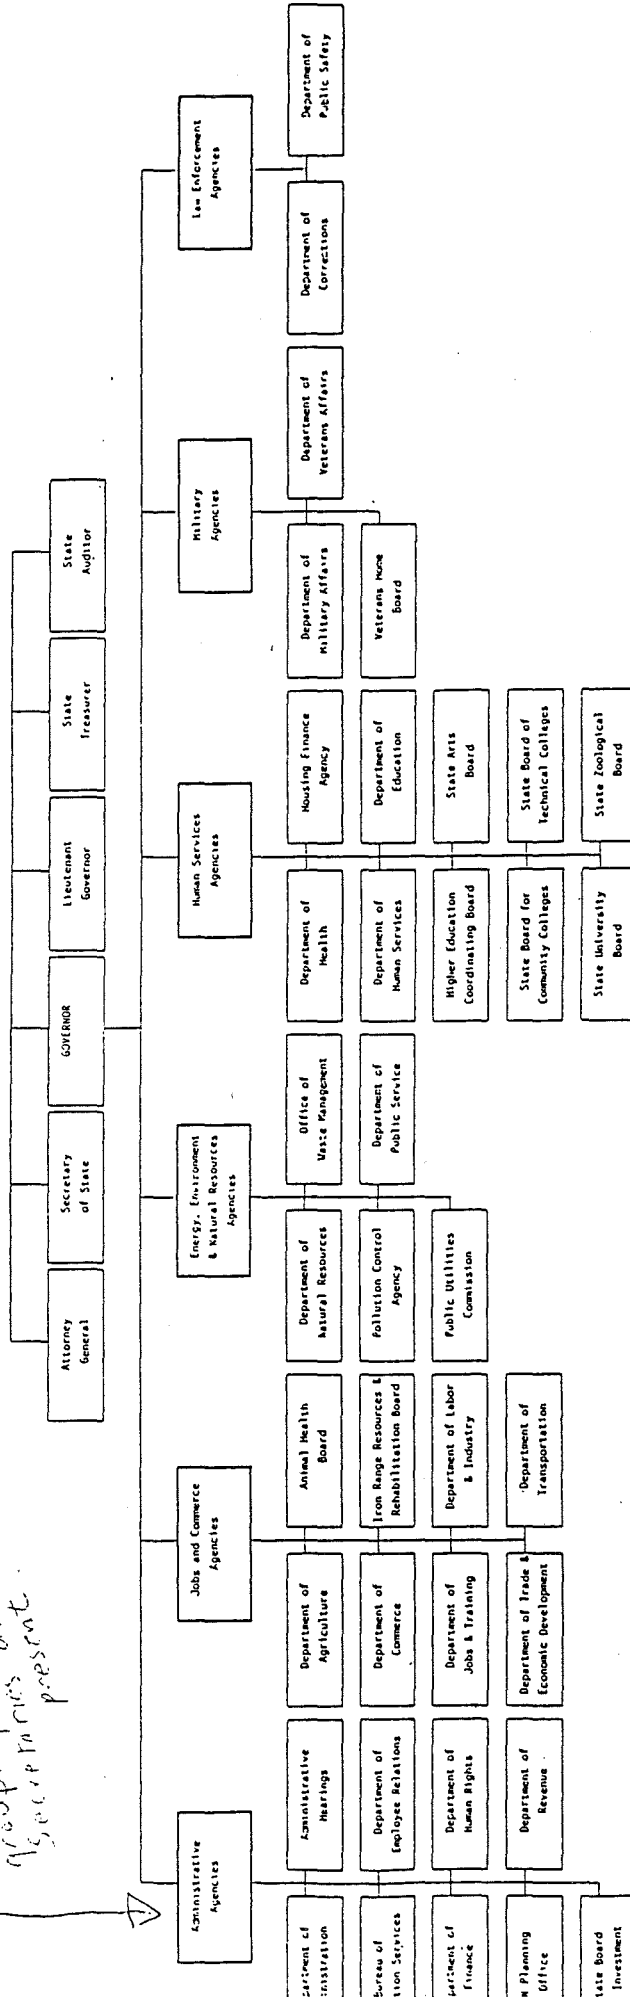 secretaries
present.
Attorney
General
Secretary
of State
GOVERNOR
Lieutenant
Governor
State
Treasurer
State
Auditor
Administrative
Agencies
Jobs and Commerce
Agencies
Energy, Environment
& Natural Resources
Agencies
Human Services
Agencies
Military
Agencies
Law Enforcement
Agencies
Administrative
Hearings
Department of
Employee Relations
Department of
Human Rights
Department of
Revenue
Finance
Planning
Office
Investment
Department of
Agriculture
Animal Health
Board
Department of
Commerce
Iron Range Resources &
Rehabilitation Board
Department of
Jobs & Training
Department of Labor
& Industry
Department of Trade &
Economic Development
Department of
Transportation
Department of
Natural Resources
Office of
Waste Management
Pollution Control
Agency
Department of
Public Service
Public Utilities
Commission
Department of
Health
Housing Finance
Agency
Department of
Human Services
Department of
Education
Higher Education
Coordinating Board
State Arts
Board
State Board for
Community Colleges
State Board of
Technical Colleges
State University
Board
State Zoological
Board
Department of
Military Affairs
Department of
Veterans Affairs
Veterans Home
Board
Department of
Corrections
Department of
Public Safety